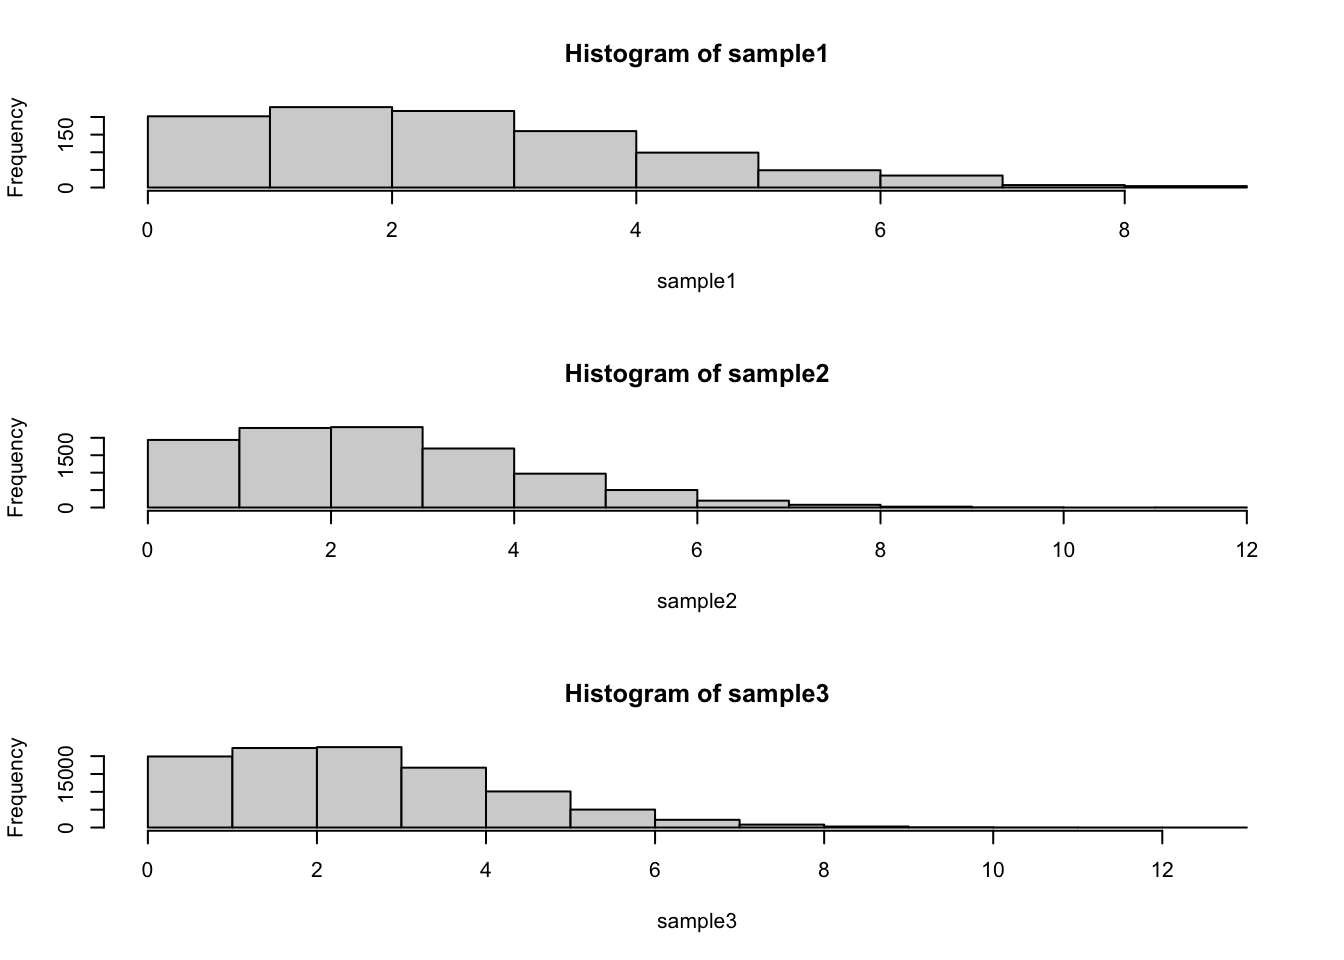 Histogram of sample1
Frequency
0 150
0 2 4 6 8
sample1
Histogram of sample2
Frequency
0 1500
0 2 4 6 8 10 12
sample2
Histogram of sample3
Frequency
0 15000
0 2 4 6 8 10 12
sample3